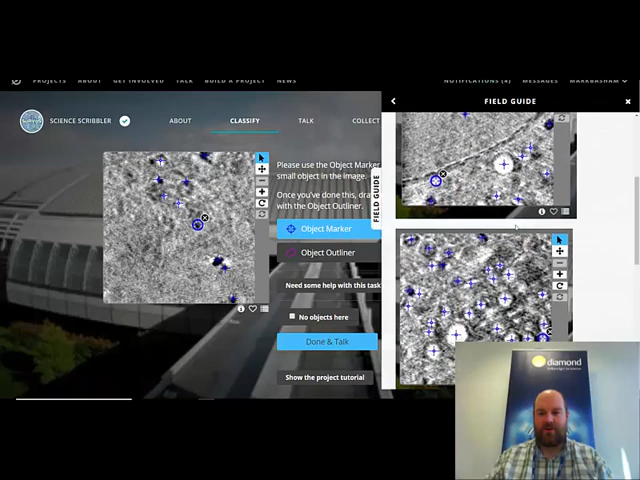 PROJECTS ABOUT GET INVOLVED TALK BUILD A PROJECT NEWS
NOTIFICATIONS (4) MESSAGES MARKBASHAM
FIELD GUIDE
SCIENCE SCRIBBLER
ABOUT CLASSIFY TALK COLLECT
Please use the Object Marker
small object in the image.
Once you've done this, dra
with the Object Outliner.
FIELD GUIDE
Object Marker
Object Outliner
Need some help with this task
No objects here
Done & Talk
Show the project tutorial
diamond